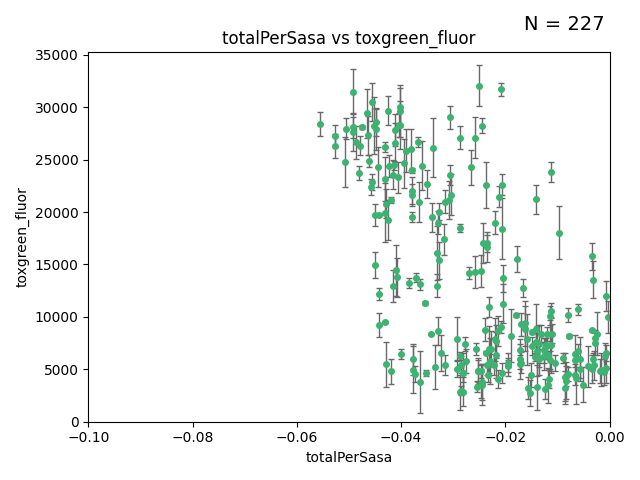 N = 227
totalPerSasa vs toxgreen_fluor
35000
30000
25000
20000
15000
10000
5000
0
toxgreen_fluor
−0.10 −0.08 −0.06 −0.04 −0.02 0.00
totalPerSasa